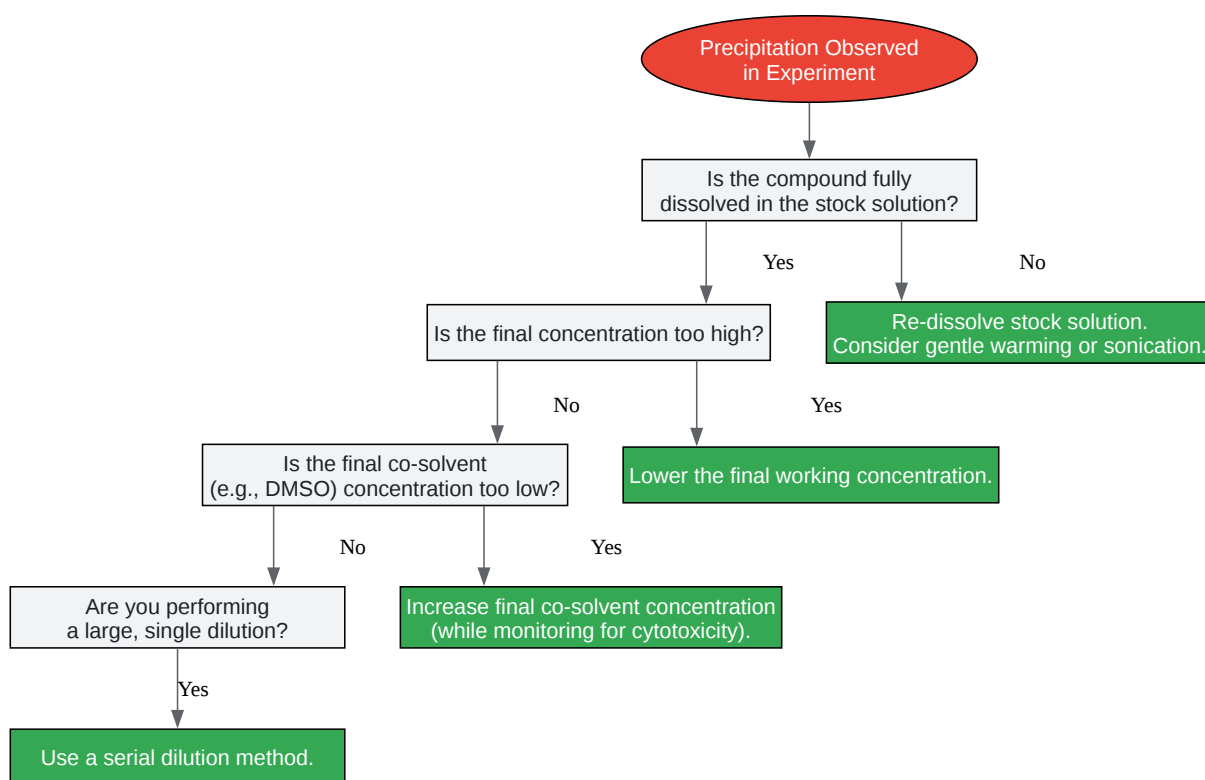 Precipitation Observed
in Experiment
Is the compound fully
dissolved in the stock solution?
Yes
No
Is the final concentration too high?
Re-dissolve stock solution.
Consider gentle warming or sonication.
No
Yes
Is the final co-solvent
(e.g., DMSO) concentration too low?
Lower the final working concentration.
No
Yes
Are you performing
a large, single dilution?
Increase final co-solvent concentration
(while monitoring for cytotoxicity).
Yes
Use a serial dilution method.